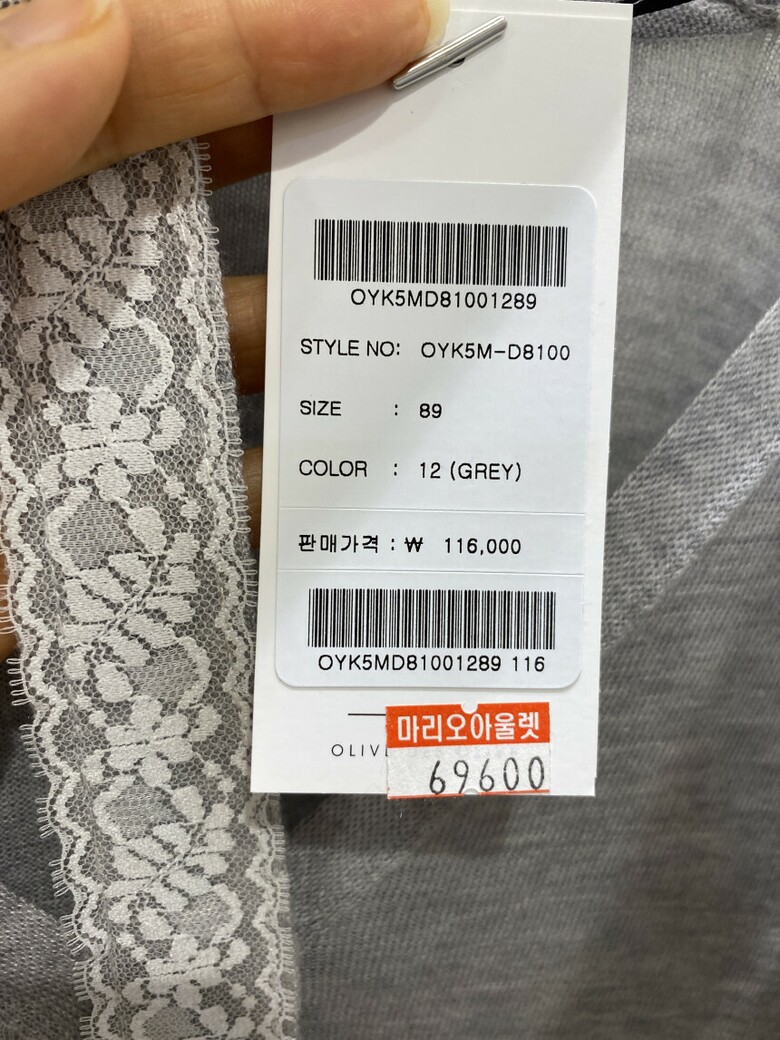 OYK5MD81001289
STYLE NO: OYK5M-D8100
SIZE : 89
COLOR : 12 (GREY)
판매가격 : ₩ 116,000
OYK5MD81001289 116
마리오아울렛
69600